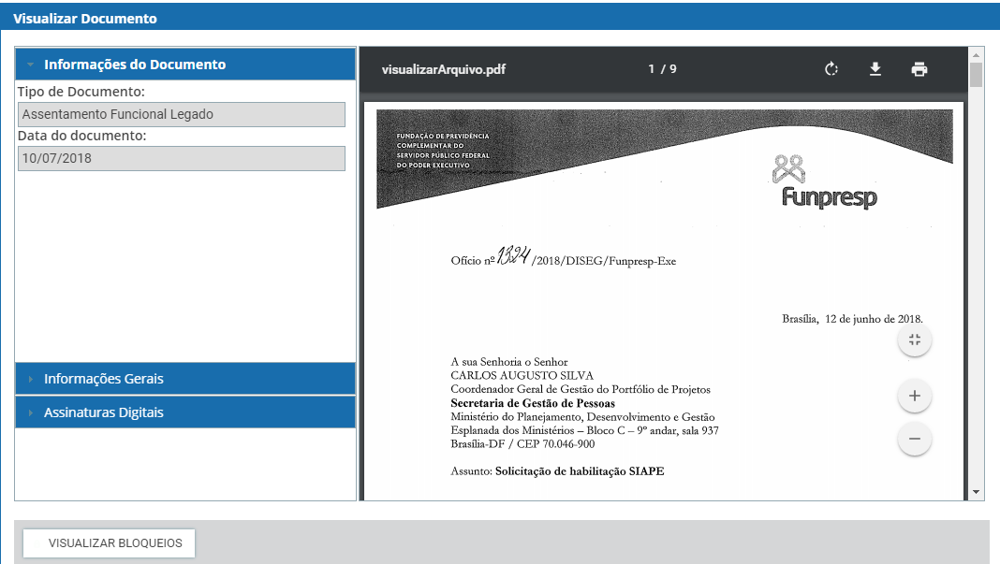 Visualizar Documento
Informações do Documento
Tipo de Documento:
Assentamento Funcional Legado
Data do documento:
10/07/2018
Informações Gerais
Assinaturas Digitais
visualizarArquivo.pdf
1 / 9
FUNDAÇÃO DE PREVIDÊNCIA
COMPLEMENTAR DO
SERVIDOR PÚBLICO FEDERAL
DO PODER EXECUTIVO
Funpresp
Ofício nº 1324 /2018/DISEG/Funpresp-Exe
Brasília, 12 de junho de 2018.
A sua Senhoria o Senhor
CARLOS AUGUSTO SILVA
Coordenador Geral de Gestão do Portfólio de Projetos
Secretaria de Gestão de Pessoas
Ministério do Planejamento, Desenvolvimento e Gestão
Esplanada dos Ministérios – Bloco C – 9º andar, sala 937
Brasília-DF / CEP 70.046-900
Assunto: Solicitação de habilitação SIAPE
VISUALIZAR BLOQUEIOS